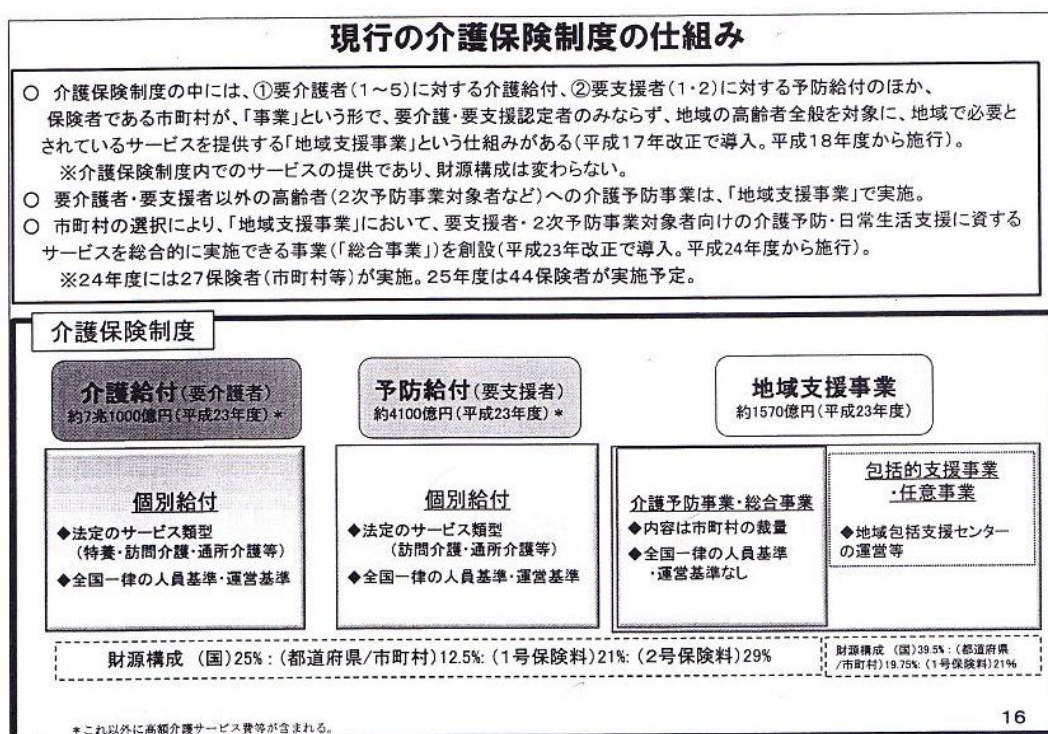 現行の介護保険制度の仕組み
○ 介護保険制度の中には、①要介護者(1～5)に対する介護給付、②要支援者(1・2)に対する予防給付のほか、
保険者である市町村が、「事業」という形で、要介護・要支援認定者のみならず、地域の高齢者全般を対象に、地域で必要と
されているサービスを提供する「地域支援事業」という仕組みがある(平成17年改正で導入。平成18年度から施行)。
※介護保険制度内でのサービスの提供であり、財源構成は変わらない。
○ 要介護者・要支援者以外の高齢者(2次予防事業対象者など)への介護予防事業は、「地域支援事業」で実施。
○ 市町村の選択により、「地域支援事業」において、要支援者・2次予防事業対象者向けの介護予防・日常生活支援に資する
サービスを総合的に実施できる事業(「総合事業」)を創設(平成23年改正で導入。平成24年度から施行)。
※24年度には27保険者(市町村等)が実施。25年度は44保険者が実施予定。
介護保険制度
介護給付(要介護者)
約7兆1000億円(平成23年度)*
個別給付
◆法定のサービス類型
(特養・訪問介護・通所介護等)
◆全国一律の人員基準・運営基準
予防給付(要支援者)
約4100億円(平成23年度)*
個別給付
◆法定のサービス類型
(訪問介護・通所介護等)
◆全国一律の人員基準・運営基準
地域支援事業
約1570億円(平成23年度)
介護予防事業・総合事業
◆内容は市町村の裁量
◆全国一律の人員基準
・運営基準なし
包括的支援事業
・任意事業
◆地域包括支援センター
の運営等
財源構成 (国)25% : (都道府県/市町村)12.5%: (1号保険料)21%: (2号保険料)29%
財源構成 (国)39.5% : (都道府県
/市町村)19.75%: (1号保険料)21%
*これ以外に高額介護サービス費等が含まれる。
16